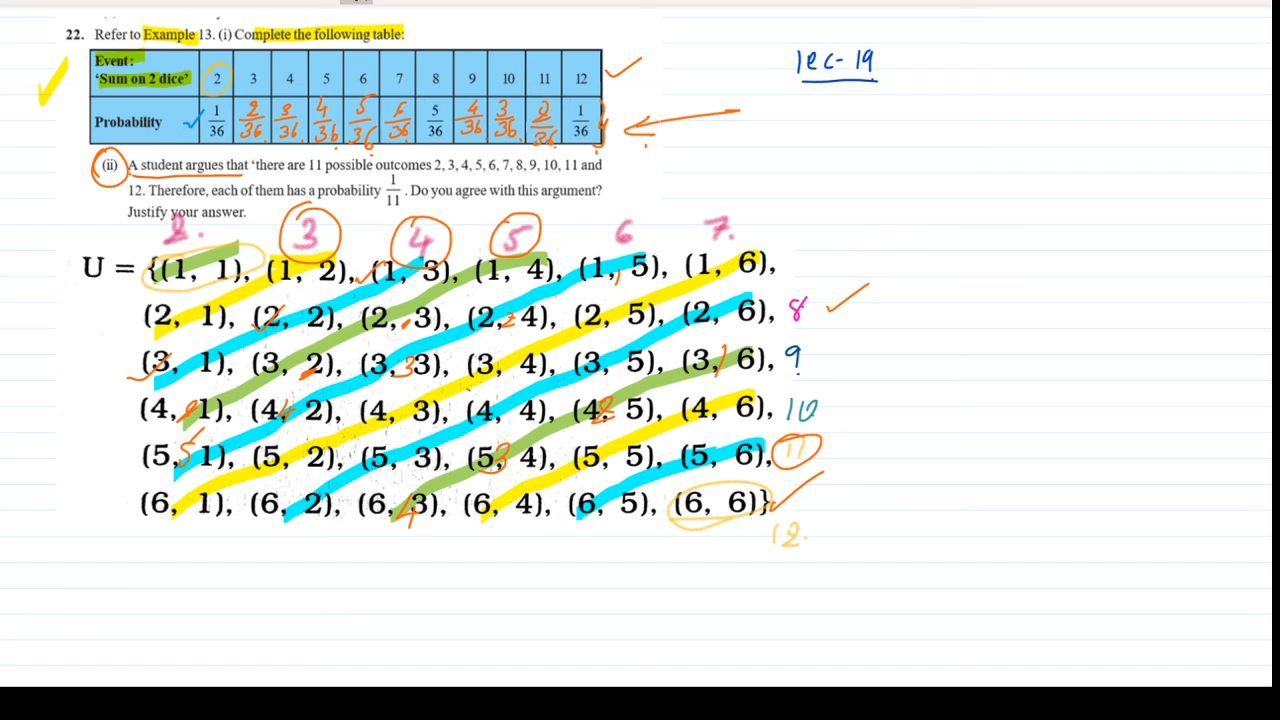 22. Refer to Example 13. (i) Complete the following table:
lec-19
Event :
'Sum on 2 dice' 2 3 4 5 6 7 8 9 10 11 12
Probability 1/36 2/36 3/36 4/36 5/36 6/36 5/36 4/36 3/36 2/36 1/36
(ii) A student argues that 'there are 11 possible outcomes 2, 3, 4, 5, 6, 7, 8, 9, 10, 11 and
12. Therefore, each of them has a probability 1/11 . Do you agree with this argument?
Justify your answer.
2. 3 4 5 6 7.
U = {(1, 1), (1, 2), (1, 3), (1, 4), (1, 5), (1, 6),
(2, 1), (2, 2), (2, 3), (2, 4), (2, 5), (2, 6), 8
(3, 1), (3, 2), (3, 3), (3, 4), (3, 5), (3, 6), 9
(4, 1), (4, 2), (4, 3), (4, 4), (4, 5), (4, 6), 10
(5, 1), (5, 2), (5, 3), (5, 4), (5, 5), (5, 6), 11
(6, 1), (6, 2), (6, 3), (6, 4), (6, 5), (6, 6)}
12.